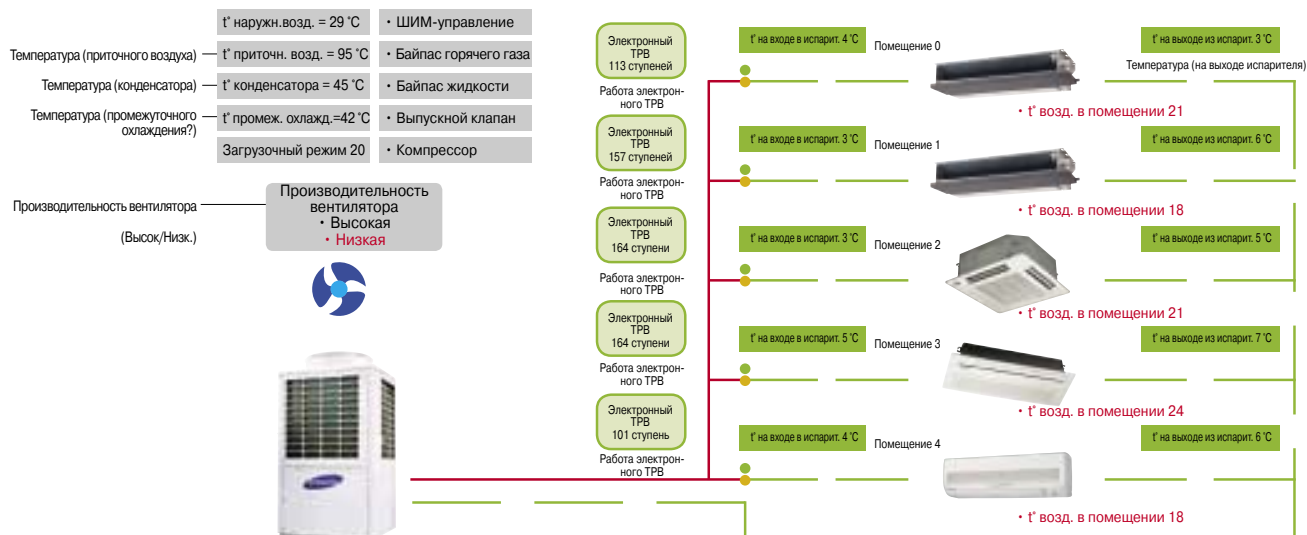 t° наружн.возд. = 29 °C
• ШИМ-управление
Температура (приточного воздуха)
t° приточн. возд. = 95 °C
• Байпас горячего газа
Температура (конденсатора)
t° конденсатора = 45 °C
• Байпас жидкости
Температура (промежуточного
охлаждения?)
t° промеж. охлажд.=42 °C
• Выпускной клапан
Загрузочный режим 20
• Компрессор
Производительность вентилятора
(Высок/Низк.)
Производительность
вентилятора
• Высокая
• Низкая
Электронный
ТРВ
113 ступеней
Работа электрон-
ного ТРВ
t° на входе в испарит. 4 °C
Помещение 0
t° на выходе из испарит. 3 °C
Температура (на выходе испарителя)
• t° возд. в помещении 21
Электронный
ТРВ
157 ступеней
Работа электрон-
ного ТРВ
t° на входе в испарит. 3 °C
Помещение 1
t° на выходе из испарит. 6 °C
• t° возд. в помещении 18
Электронный
ТРВ
164 ступени
Работа электрон-
ного ТРВ
t° на входе в испарит. 3 °C
Помещение 2
t° на выходе из испарит. 5 °C
• t° возд. в помещении 21
Электронный
ТРВ
164 ступени
Работа электрон-
ного ТРВ
t° на входе в испарит. 5 °C
Помещение 3
t° на выходе из испарит. 7 °C
• t° возд. в помещении 24
Электронный
ТРВ
101 ступень
Работа электрон-
ного ТРВ
t° на входе в испарит. 4 °C
Помещение 4
t° на выходе из испарит. 6 °C
• t° возд. в помещении 18